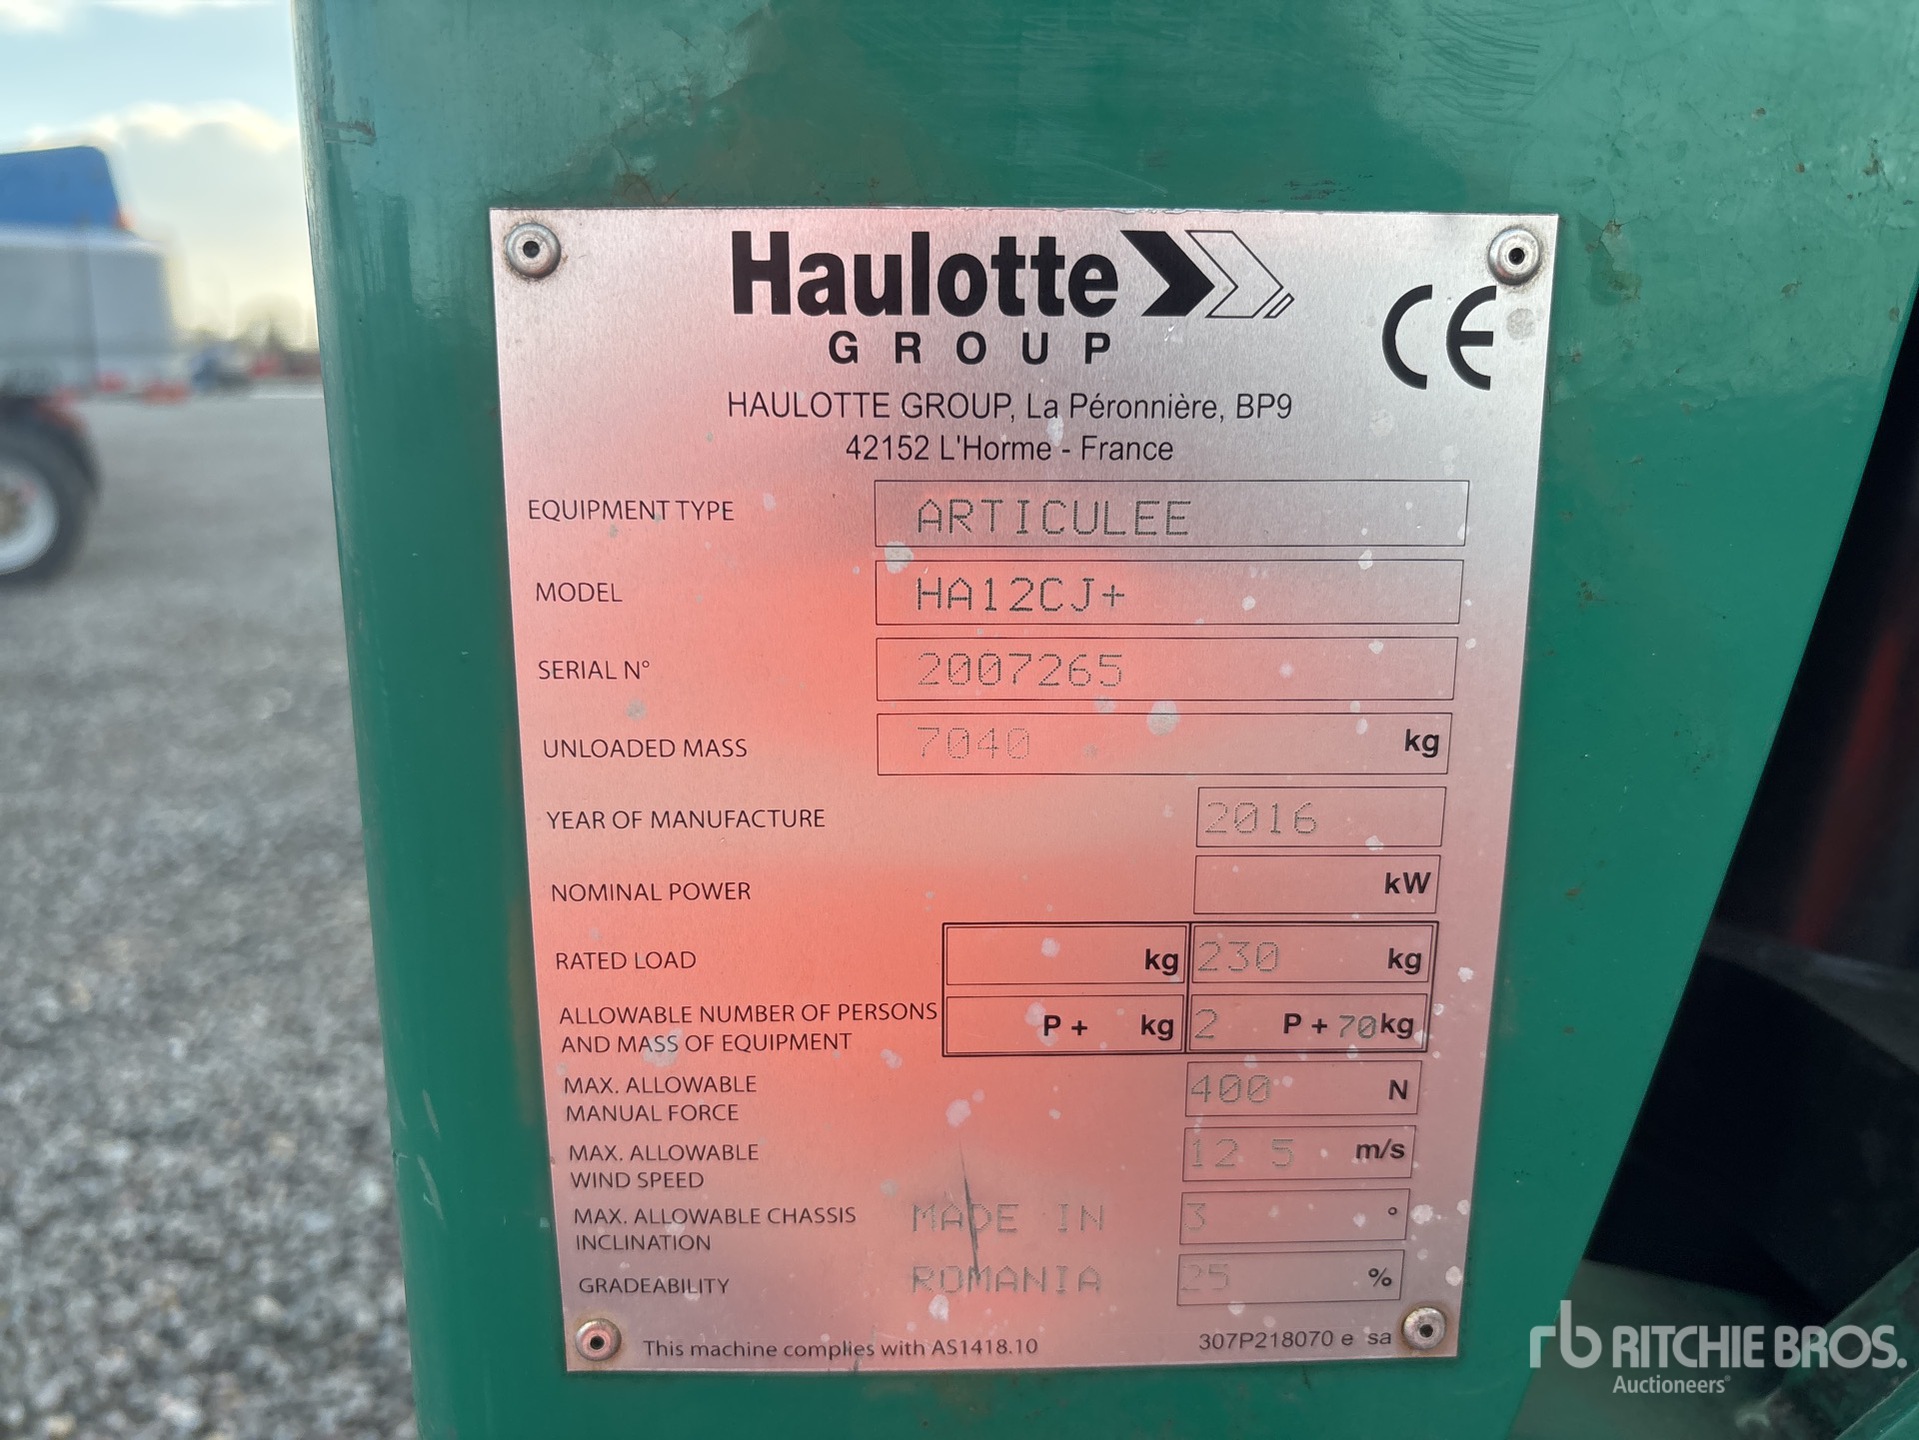 Haulotte
GROUP
CE
HAULOTTE GROUP, La Péronnière, BP9
42152 L'Horme - France
EQUIPMENT TYPE ARTICULEE
MODEL HA12CJ+
SERIAL N° 2007265
UNLOADED MASS 7040 kg
YEAR OF MANUFACTURE 2016
NOMINAL POWER kW
RATED LOAD kg 230 kg
ALLOWABLE NUMBER OF PERSONS
AND MASS OF EQUIPMENT P + kg 2 P + 70kg
MAX. ALLOWABLE
MANUAL FORCE 400 N
MAX. ALLOWABLE
WIND SPEED 12 5 m/s
MAX. ALLOWABLE CHASSIS
INCLINATION MADE IN 3 °
GRADEABILITY ROMANIA 25 %
This machine complies with AS1418.10 307P218070 e sa
rb RITCHIE BROS.
Auctioneers®